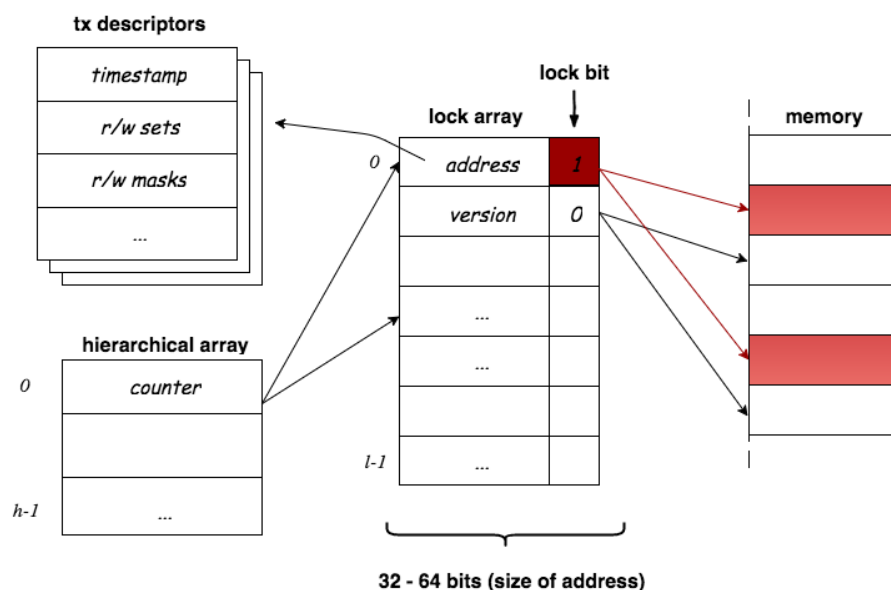 tx descriptors
timestamp
r/w sets
r/w masks
...
hierarchical array
0
counter
h-1
...
lock bit
lock array
0
address
1
version
0
...
...
l-1
...
32 - 64 bits (size of address)
memory